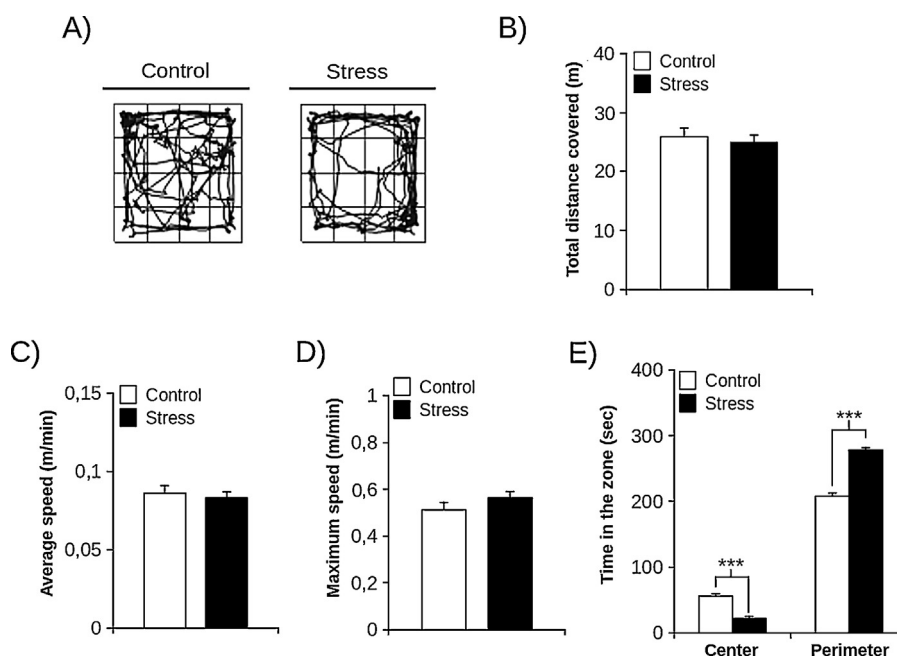 A)
Control
Stress
B)
Total distance covered (m)
40
30
20
10
0
Control
Stress
C)
Average speed (m/min)
0,15
0,1
0,05
0
Control
Stress
D)
Maximum speed (m/min)
1
0,8
0,6
0,4
0,2
0
Control
Stress
E)
Time in the zone (sec)
400
300
200
100
0
Control
Stress
***
***
Center
Perimeter